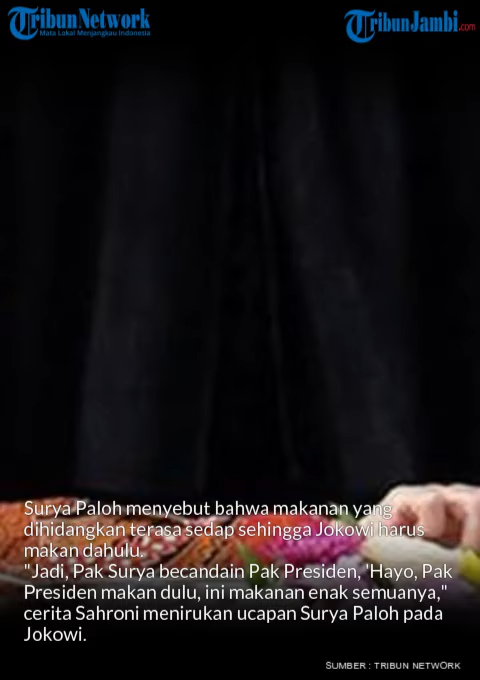 Tribun Network
Mata Lokal Menjangkau Indonesia
TribunJambi.com
Surya Paloh menyebut bahwa makanan yang
dihidangkan terasa sedap sehingga Jokowi harus
makan dahulu.
"Jadi, Pak Surya becandain Pak Presiden, 'Hayo, Pak
Presiden makan dulu, ini makanan enak semuanya,"
cerita Sahroni menirukan ucapan Surya Paloh pada
Jokowi.
SUMBER : TRIBUN NETWORK